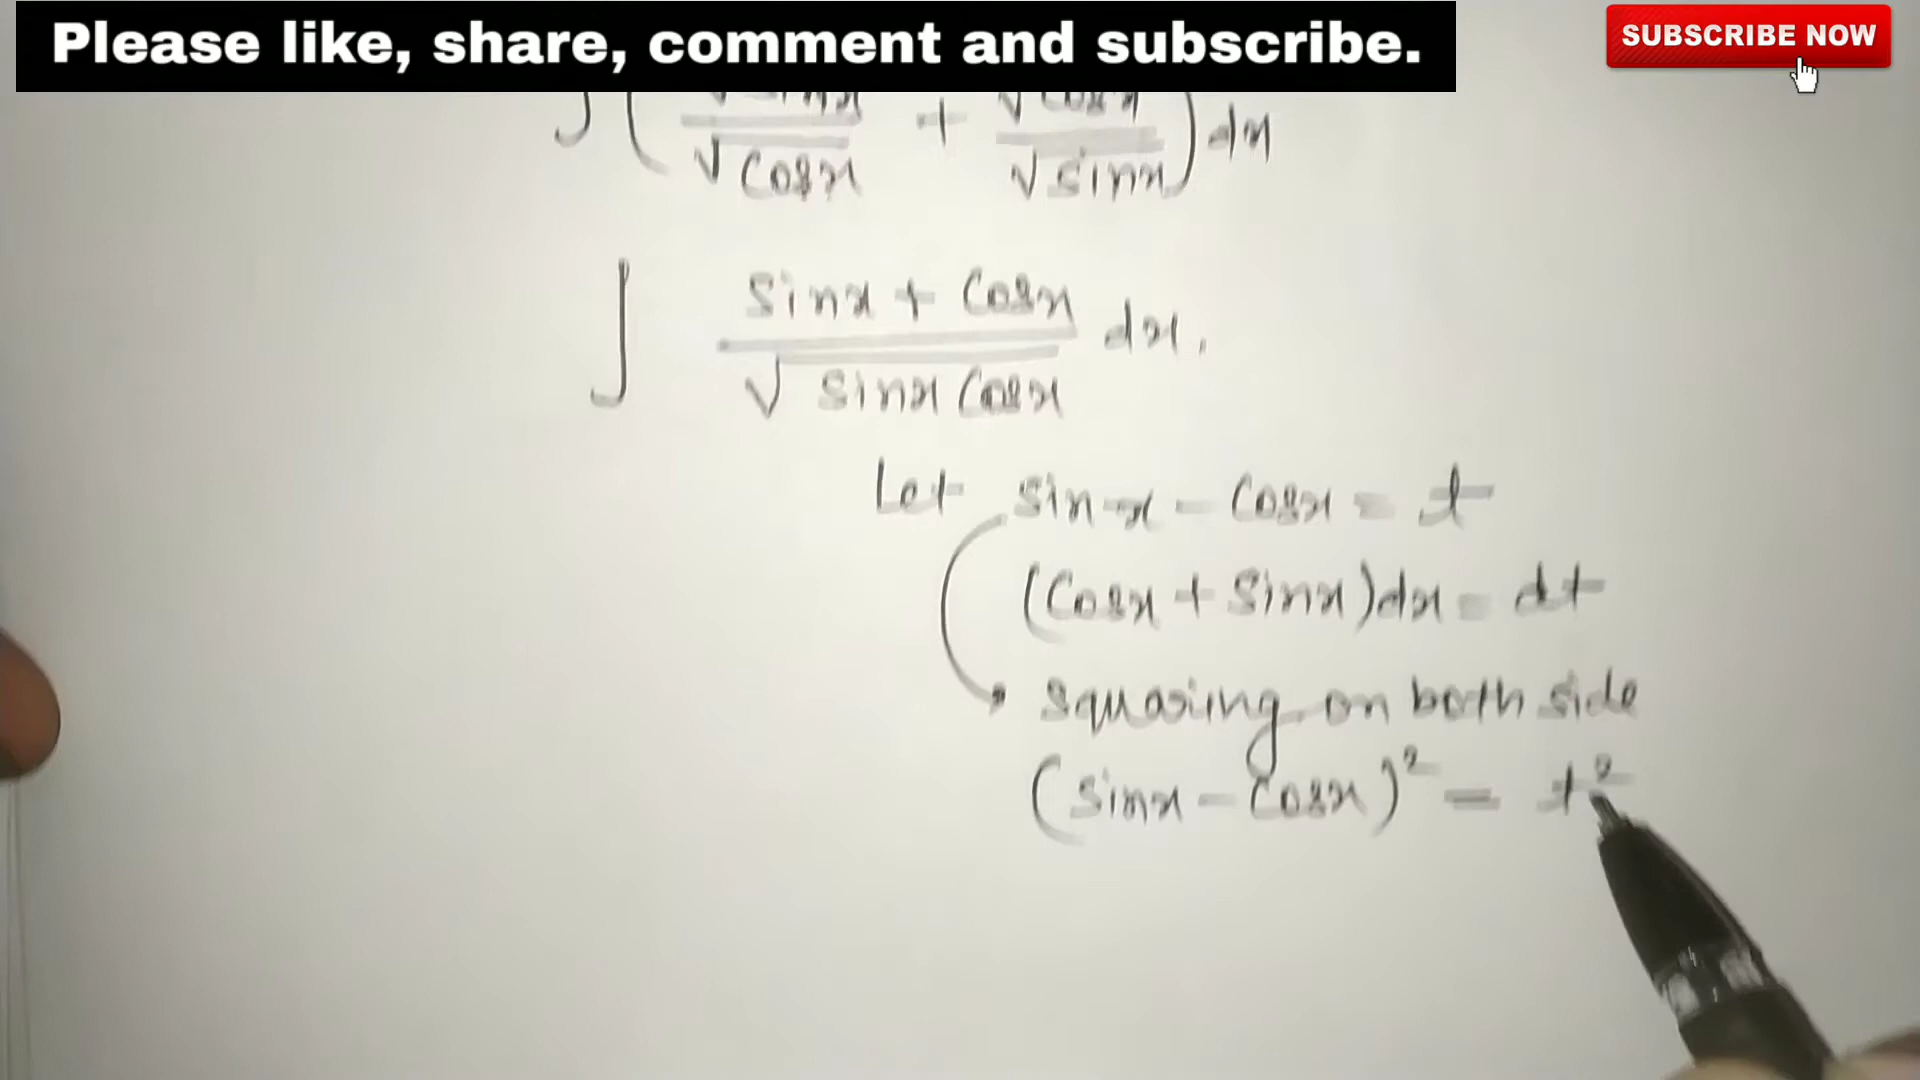 Please like, share, comment and subscribe.
SUBSCRIBE NOW
∫ ( √sinx / √cosx + √cosx / √sinx ) dx
∫ sinx + cosx / √sinx cosx dx.
Let sinx - cosx = t
(cosx + sinx)dx = dt
squaring on both side
(sinx - cosx)² = t²